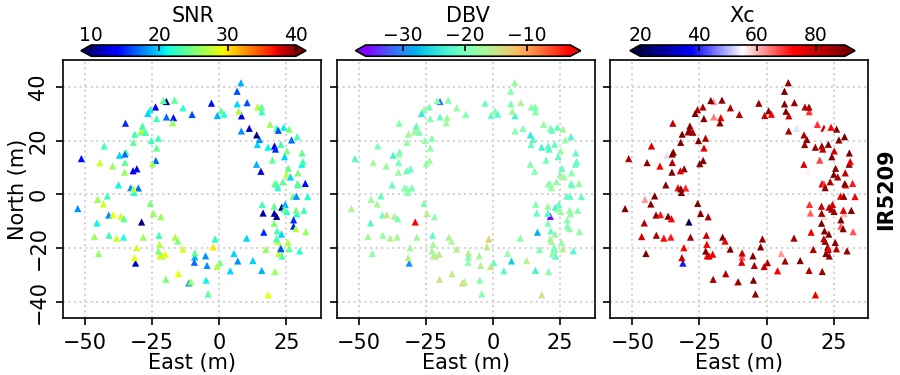 SNR DBV Xc
10 20 30 40 −30 −20 −10 20 40 60 80
40
20
0
−20
−40
North (m)
IR5209
−50 −25 0 25 −50 −25 0 25 −50 −25 0 25
East (m) East (m) East (m)